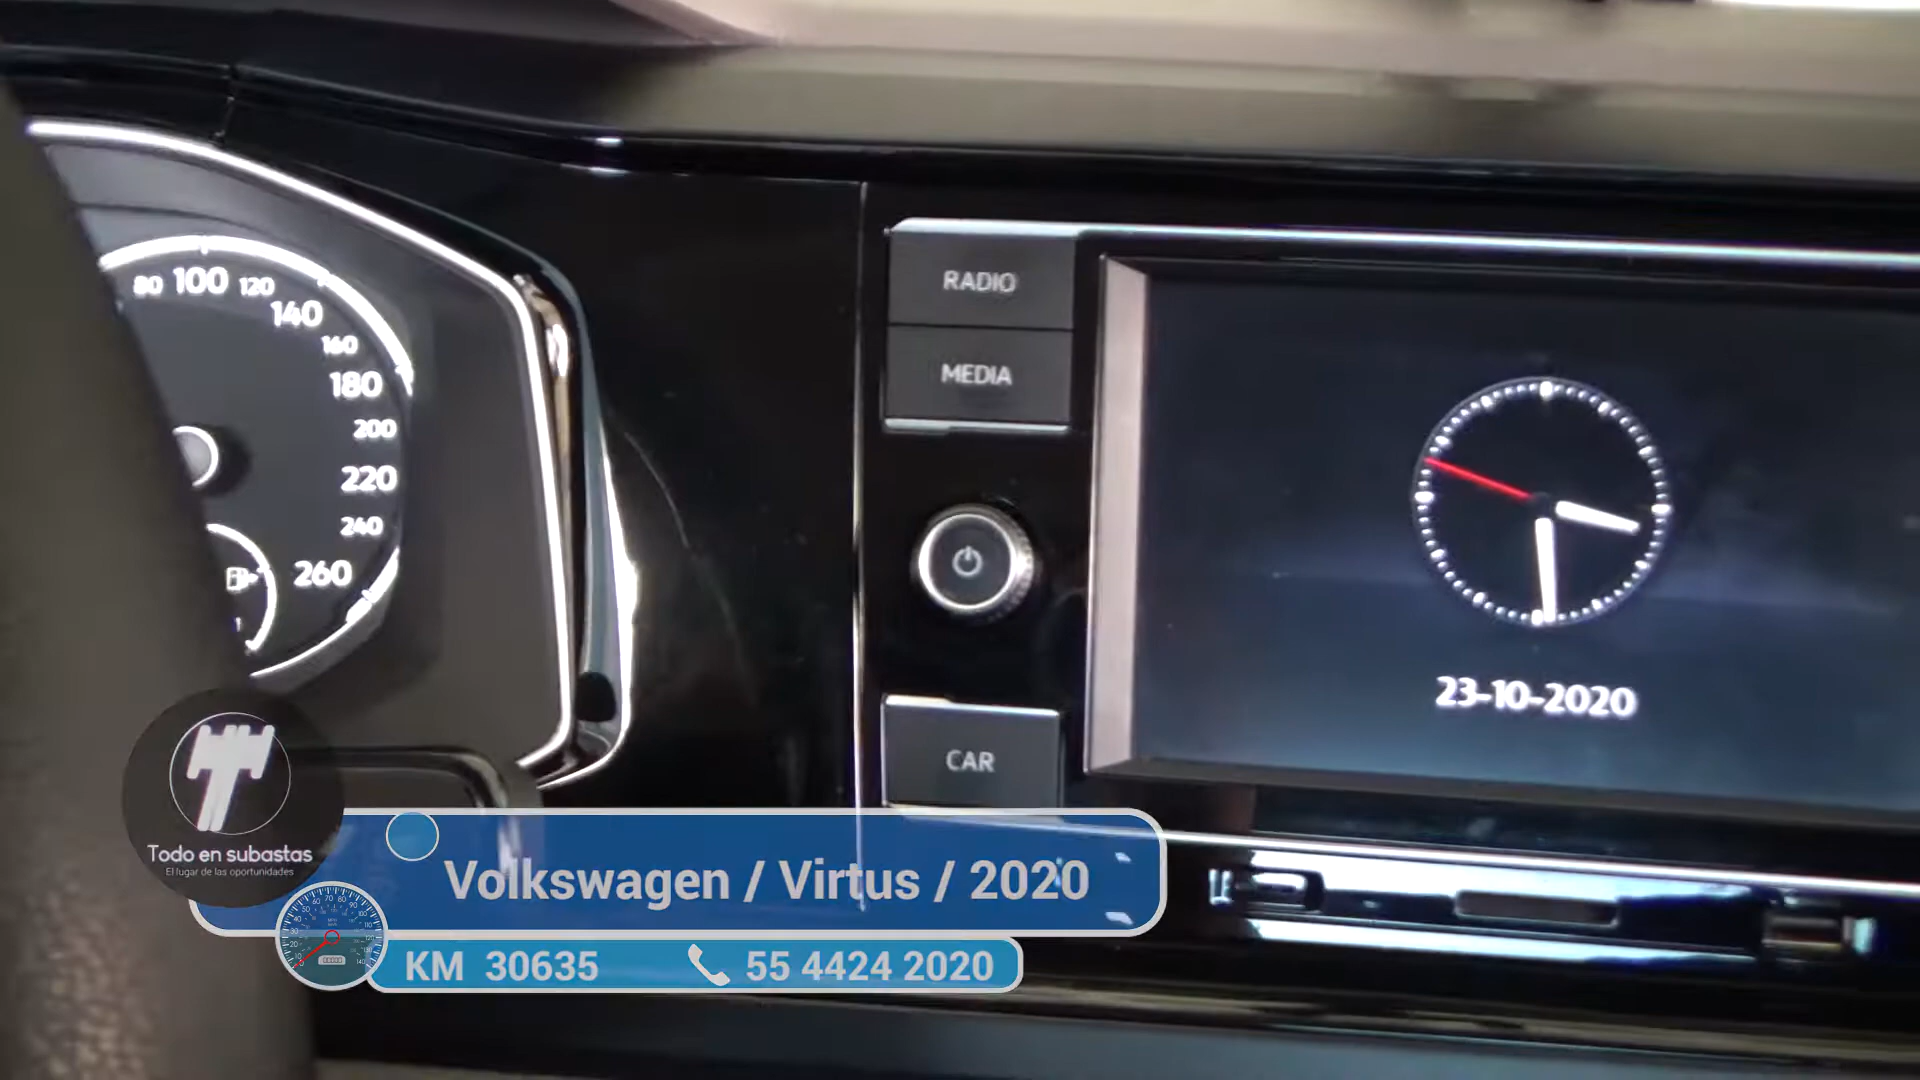 80 100 120
140
160
180
200
220
240
260
RADIO
MEDIA
CAR
23-10-2020
Todo en subastas
El lugar de las oportunidades
Volkswagen / Virtus / 2020
KM 30635
55 4424 2020